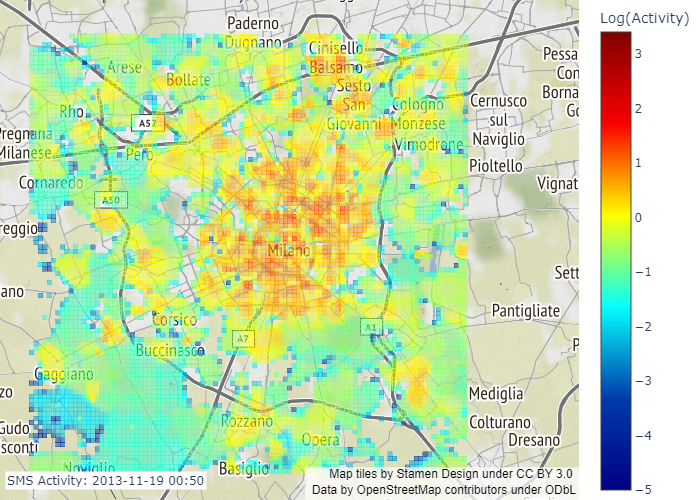 Log(Activity)
Paderno
Dugnano
Cinisello
Balsamo
Arese
Bollate
Sesto
San
Giovanni
Cologno
Monzese
Pessa
Con
Borna
Go
Cernusco
sul
Naviglio
Rho
A52
Pregnana
Milanese
Pero
Vimodrone
Pioltello
Cornaredo
A50
Vignat
reggio
Milano
Sett
ano
Pantigliate
Corsico
A7
A1
Buccinasco
P
Gaggiano
zo
Mediglia
Gudo
sconti
Rozzano
Opera
Colturano
Dresano
Noviglio
Basiglio
3
2
1
0
−1
−2
−3
−4
−5
SMS Activity: 2013-11-19 00:50
Map tiles by Stamen Design under CC BY 3.0
Data by OpenStreetMap contributors under ODbL